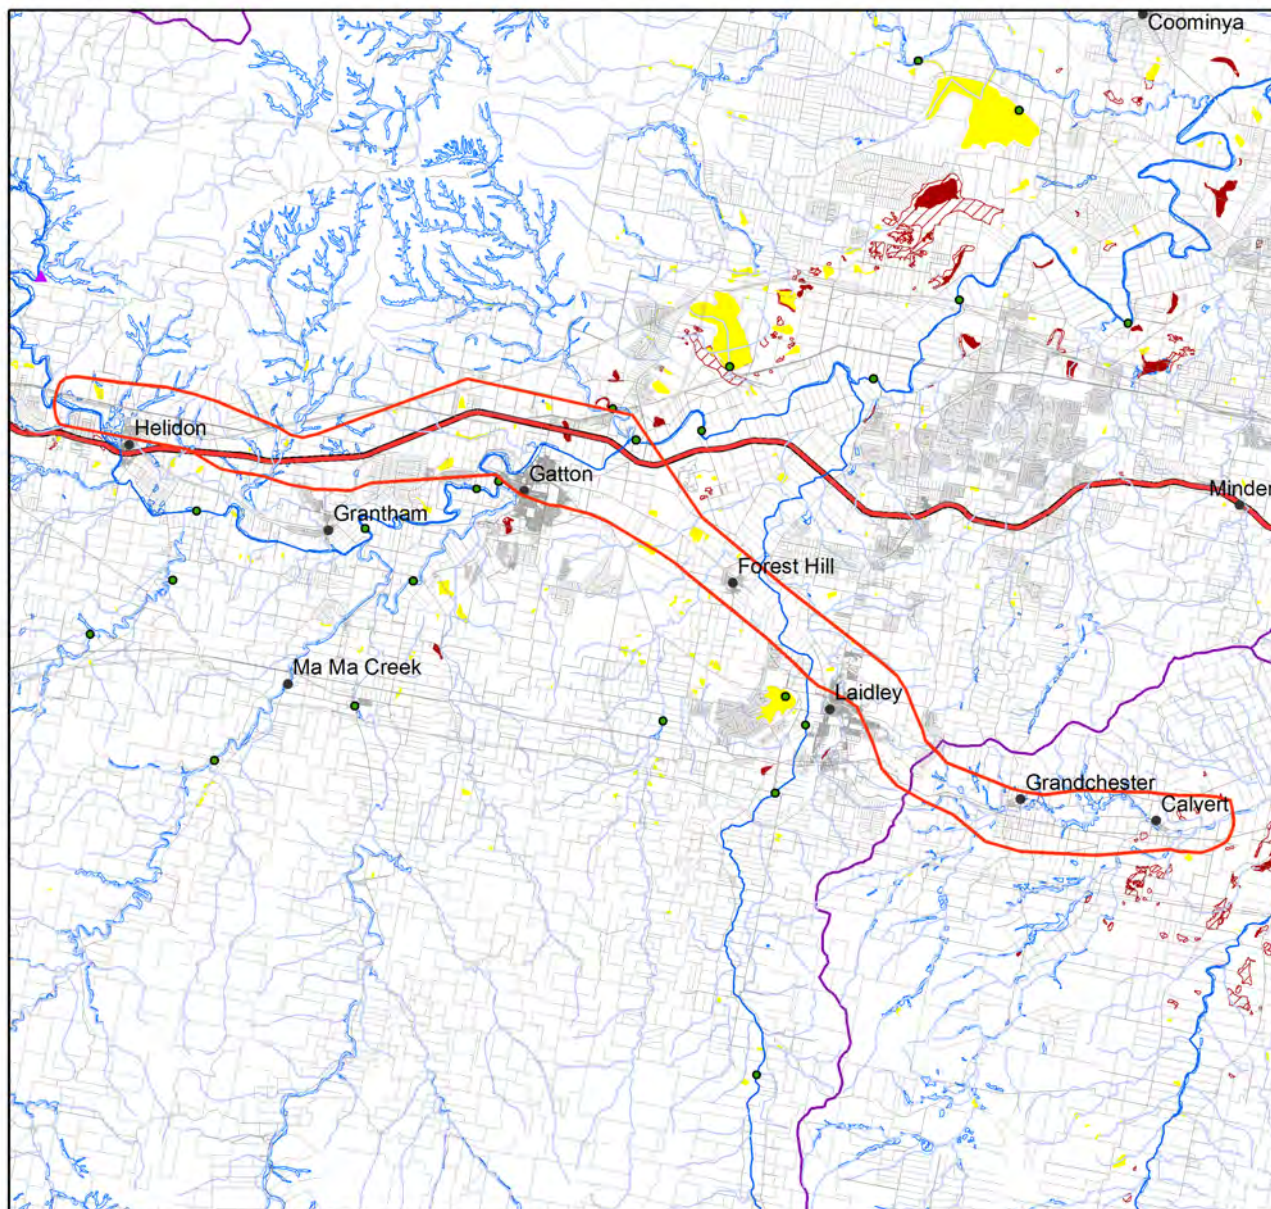 Coominya
Helidon
Gatton
Minden
Grantham
Forest Hill
Ma Ma Creek
Laidley
Grandchester
Calvert